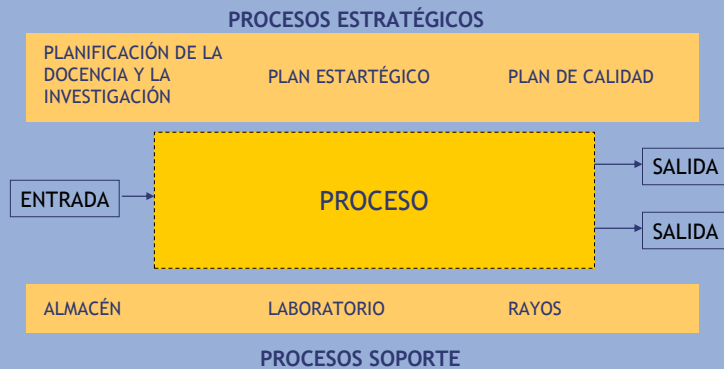 PROCESOS ESTRATÉGICOS
PLANIFICACIÓN DE LA
DOCENCIA Y LA
INVESTIGACIÓN
PLAN ESTARTÉGICO
PLAN DE CALIDAD
ENTRADA
PROCESO
SALIDA
SALIDA
ALMACÉN
LABORATORIO
RAYOS
PROCESOS SOPORTE